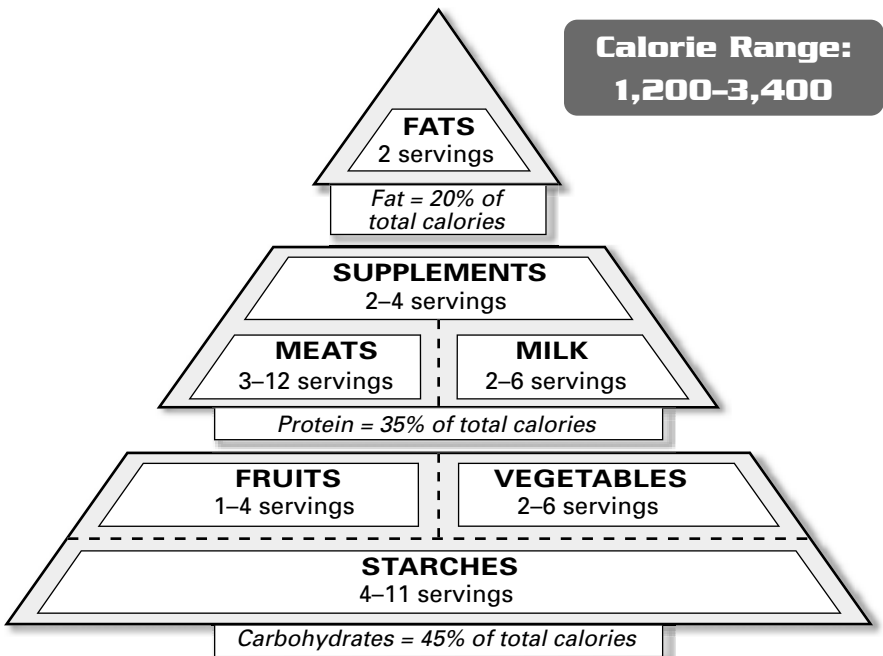 Calorie Range:
1,200–3,400
FATS
2 servings
Fat = 20% of
total calories
SUPPLEMENTS
2–4 servings
MEATS
3–12 servings
MILK
2–6 servings
Protein = 35% of total calories
FRUITS
1–4 servings
VEGETABLES
2–6 servings
STARCHES
4–11 servings
Carbohydrates = 45% of total calories